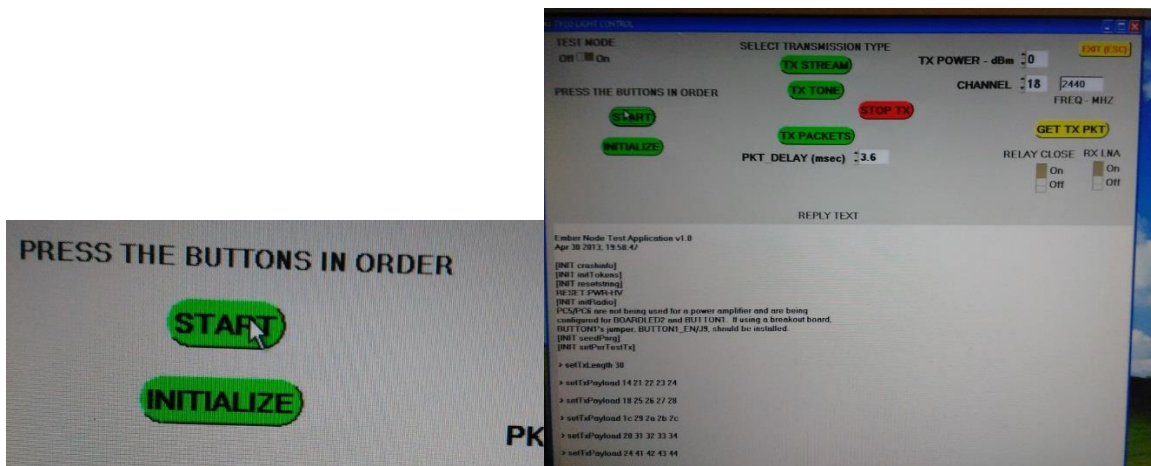 PRESS THE BUTTONS IN ORDER
START
INITIALIZE
PK
LIGHT CONTROL
TEST MODE
Off On
SELECT TRANSMISSION TYPE
TX STREAM
TX POWER - dBm 0
EXIT (ESC)
PRESS THE BUTTONS IN ORDER
TX TONE
CHANNEL 18 2440
FREQ - MHZ
START
STOP TX
INITIALIZE
TX PACKETS
GET TX PKT
PKT_DELAY (msec) 3.6
RELAY CLOSE RX LNA
On On
Off Off
REPLY TEXT
Ember Node Test Application v1.0
Apr 30 2013, 19:58:47
[INIT crashinfo]
[INIT initTokens]
[INIT resetstring]
RESET:PWR-HV
[INIT initRadio]
PC5/PC6 are not being used for a power amplifier and are being
configured for BOARDLED2 and BUTTON1. If using a breakout board,
BUTTON1's jumper, BUTTON1_EN/J9, should be installed.
[INIT seedPrng]
[INIT setPerTestTx]
> setTxLength 30
> setTxPayload 14 21 22 23 24
> setTxPayload 18 25 26 27 28
> setTxPayload 1c 29 2a 2b 2c
> setTxPayload 20 31 32 33 34
> setTxPayload 24 41 42 43 44